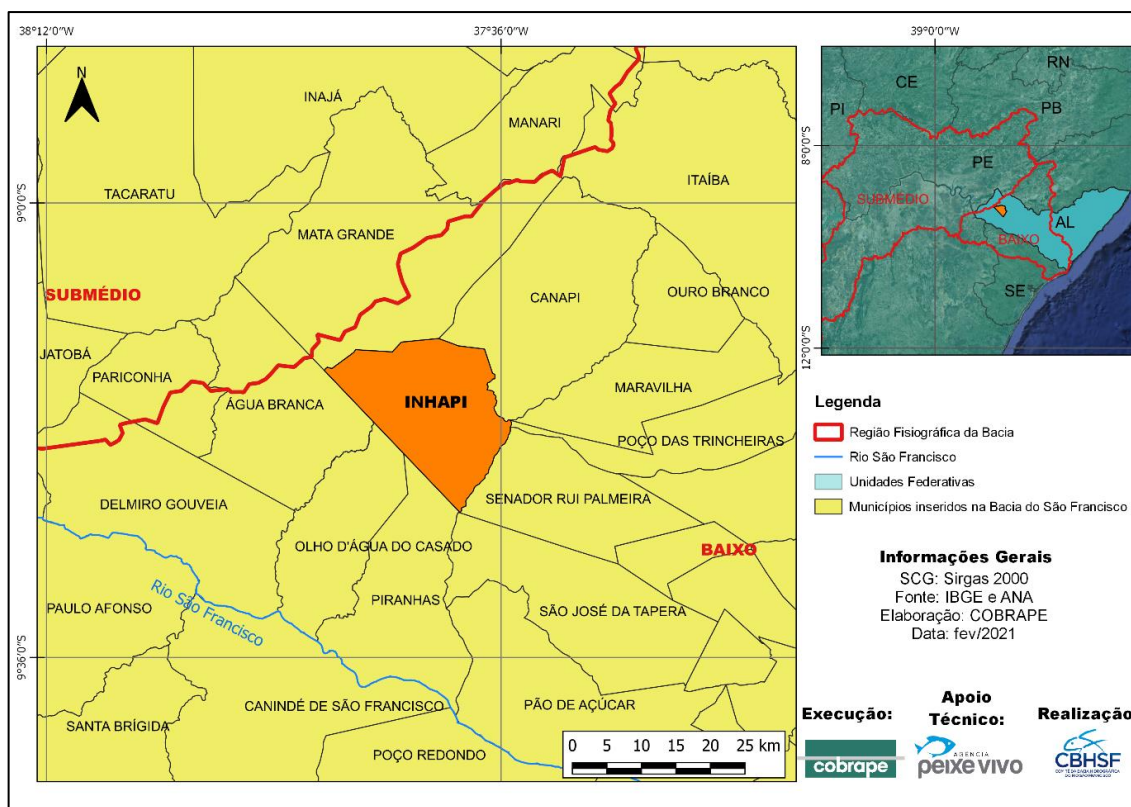 38°12'0"W
37°36'0"W
39°0'0"W
N
INAJÁ
MANARI
TACARATU
ITAÍBA
9°0'0"S
MATA GRANDE
SUBMÉDIO
CANAPI
OURO BRANCO
JATOBÁ
PARICONHA
ÁGUA BRANCA
INHAPI
MARAVILHA
POÇO DAS TRINCHEIRAS
DELMIRO GOUVEIA
SENADOR RUI PALMEIRA
OLHO D'ÁGUA DO CASADO
BAIXO
Rio São Francisco
PAULO AFONSO
PIRANHAS
SÃO JOSÉ DA TAPERA
9°36'0"S
SANTA BRÍGIDA
CANINDÉ DE SÃO FRANCISCO
PÃO DE AÇÚCAR
POÇO REDONDO
0 5 10 15 20 25 km
RN
CE
PI
PB
8°0'0"S
PE
SUBMÉDIO
AL
BAIXO
SE
12°0'0"S
Legenda
Região Fisiográfica da Bacia
Rio São Francisco
Unidades Federativas
Municípios inseridos na Bacia do São Francisco
Informações Gerais
SCG: Sirgas 2000
Fonte: IBGE e ANA
Elaboração: COBRAPE
Data: fev/2021
Execução:
cobrape
Apoio
Técnico:
AGÊNCIA
peixe vivo
Realização
CBHSF